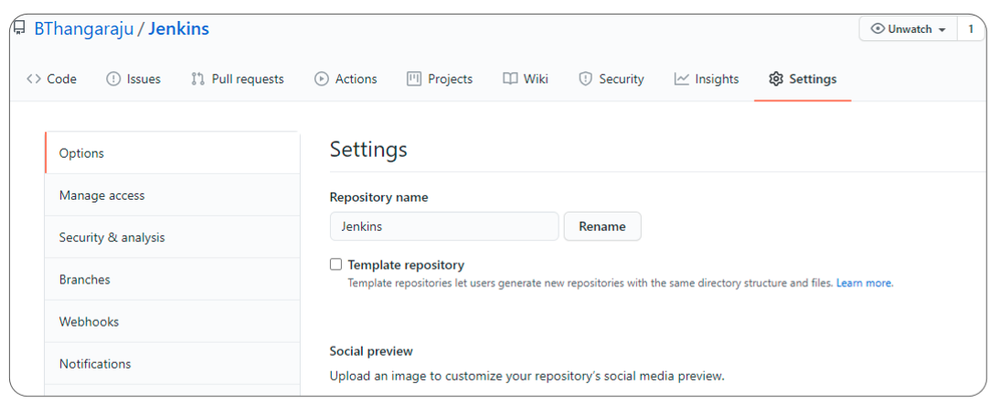 BThangaraju / Jenkins
Unwatch 1
Code Issues Pull requests Actions Projects Wiki Security Insights Settings
Options
Manage access
Security & analysis
Branches
Webhooks
Notifications
Settings
Repository name
Jenkins Rename
Template repository
Template repositories let users generate new repositories with the same directory structure and files. Learn more.
Social preview
Upload an image to customize your repository's social media preview.